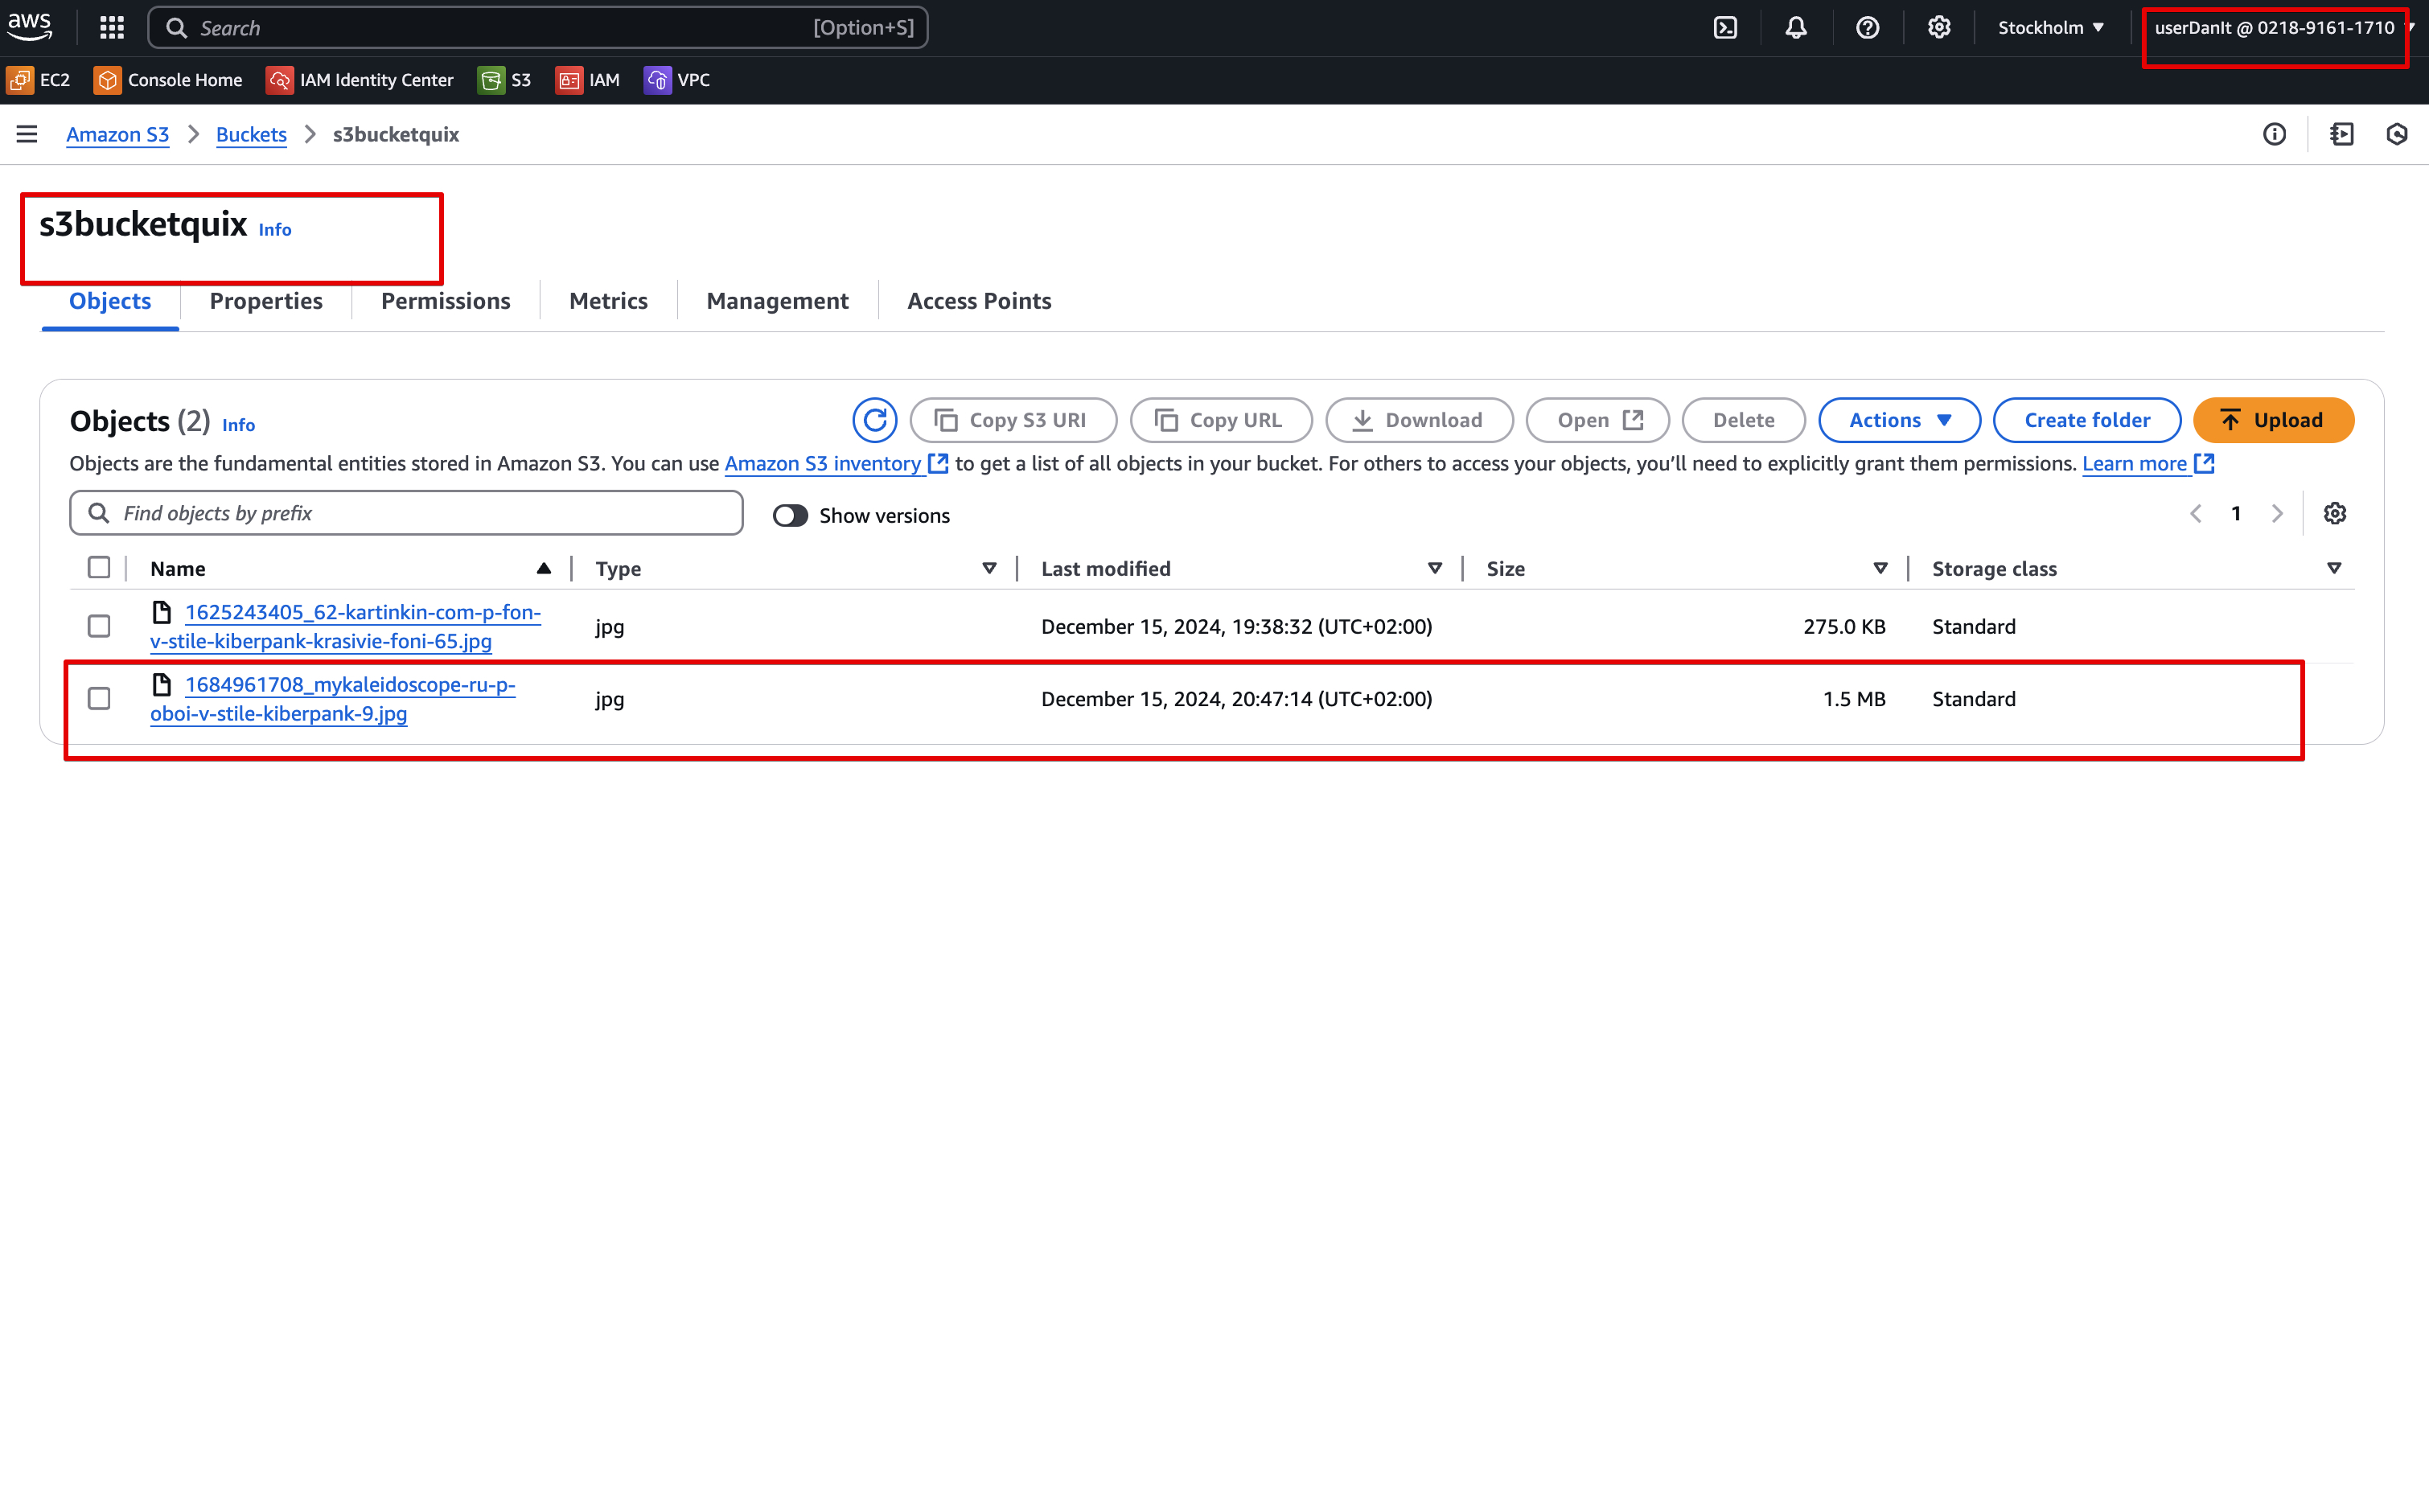 aws
Search [Option+S] Stockholm userDanIt @ 0218-9161-1710
EC2 Console Home IAM Identity Center S3 IAM VPC
Amazon S3 Buckets s3bucketquix
s3bucketquix Info
Objects Properties Permissions Metrics Management Access Points
Objects (2) Info Copy S3 URI Copy URL Download Open Delete Actions Create folder Upload
Objects are the fundamental entities stored in Amazon S3. You can use Amazon S3 inventory to get a list of all objects in your bucket. For others to access your objects, you’ll need to explicitly grant them permissions. Learn more
Find objects by prefix Show versions 1
Name Type Last modified Size Storage class
1625243405_62-kartinkin-com-p-fon-
v-stile-kiberpank-krasivie-foni-65.jpg jpg December 15, 2024, 19:38:32 (UTC+02:00) 275.0 KB Standard
1684961708_mykaleidoscope-ru-p-
oboi-v-stile-kiberpank-9.jpg jpg December 15, 2024, 20:47:14 (UTC+02:00) 1.5 MB Standard